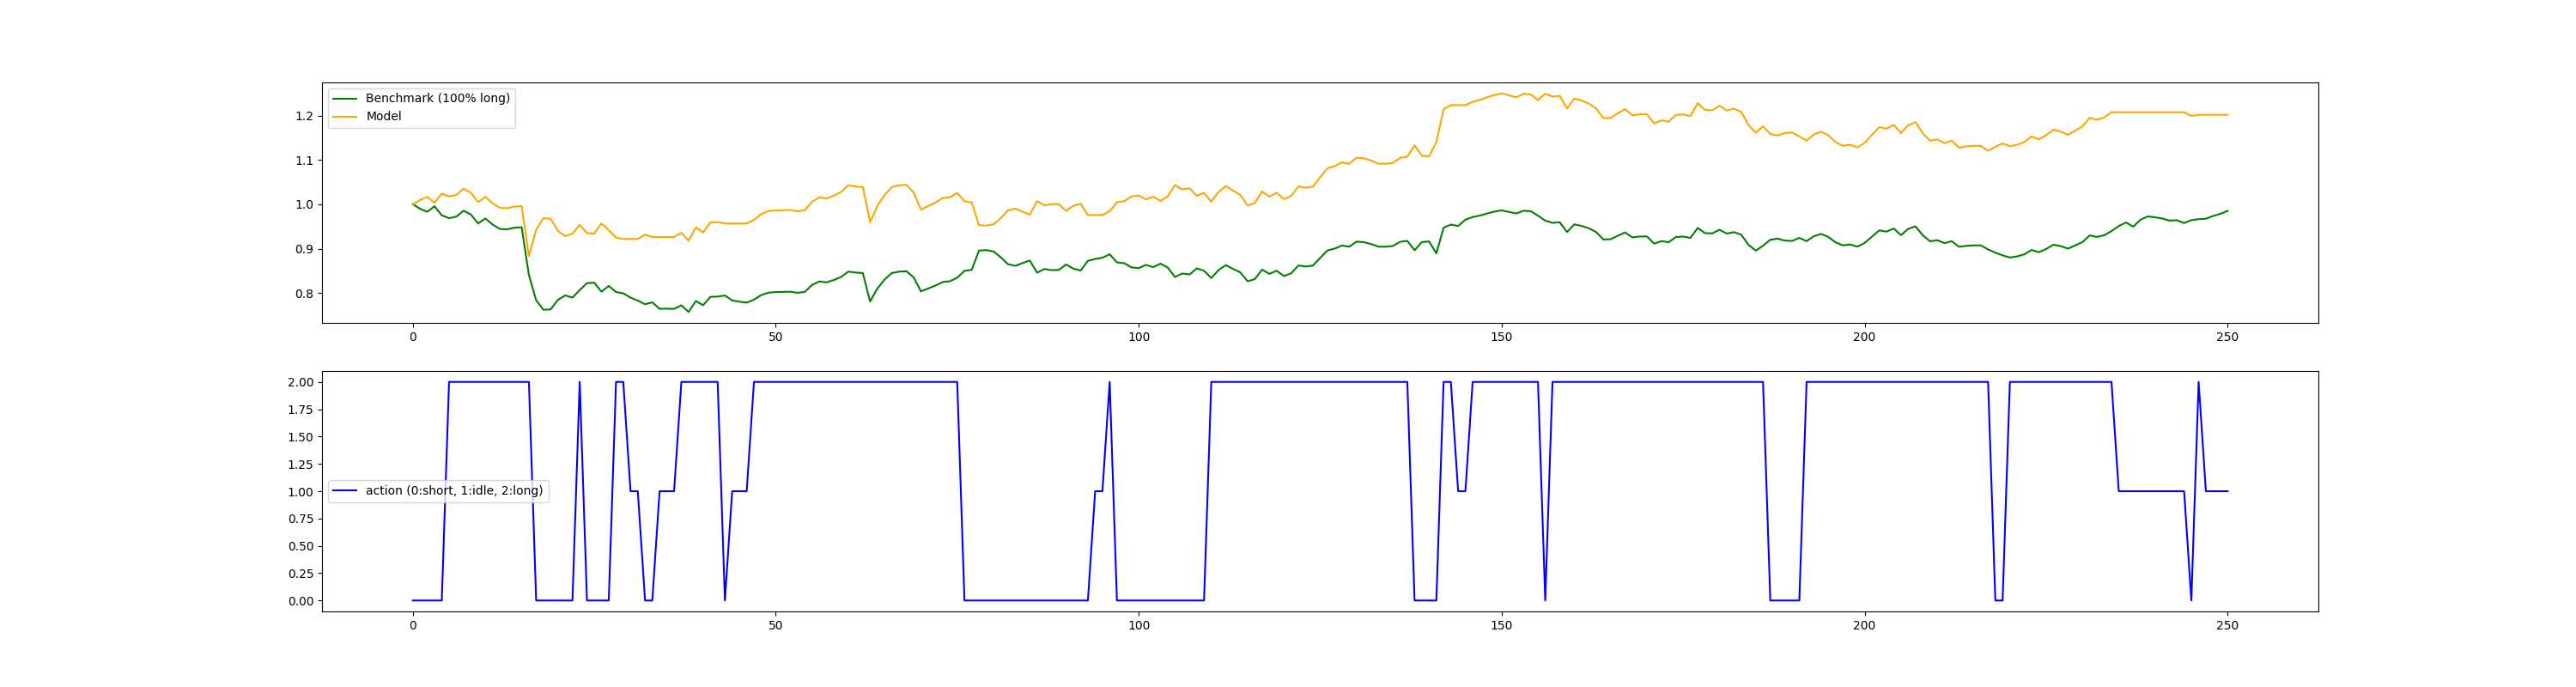 Benchmark (100% long)
Model
1.2
1.1
1.0
0.9
0.8
0 50 100 150 200 250
2.00
1.75
1.50
1.25
1.00
0.75
0.50
0.25
0.00
action (0:short, 1:idle, 2:long)
0 50 100 150 200 250